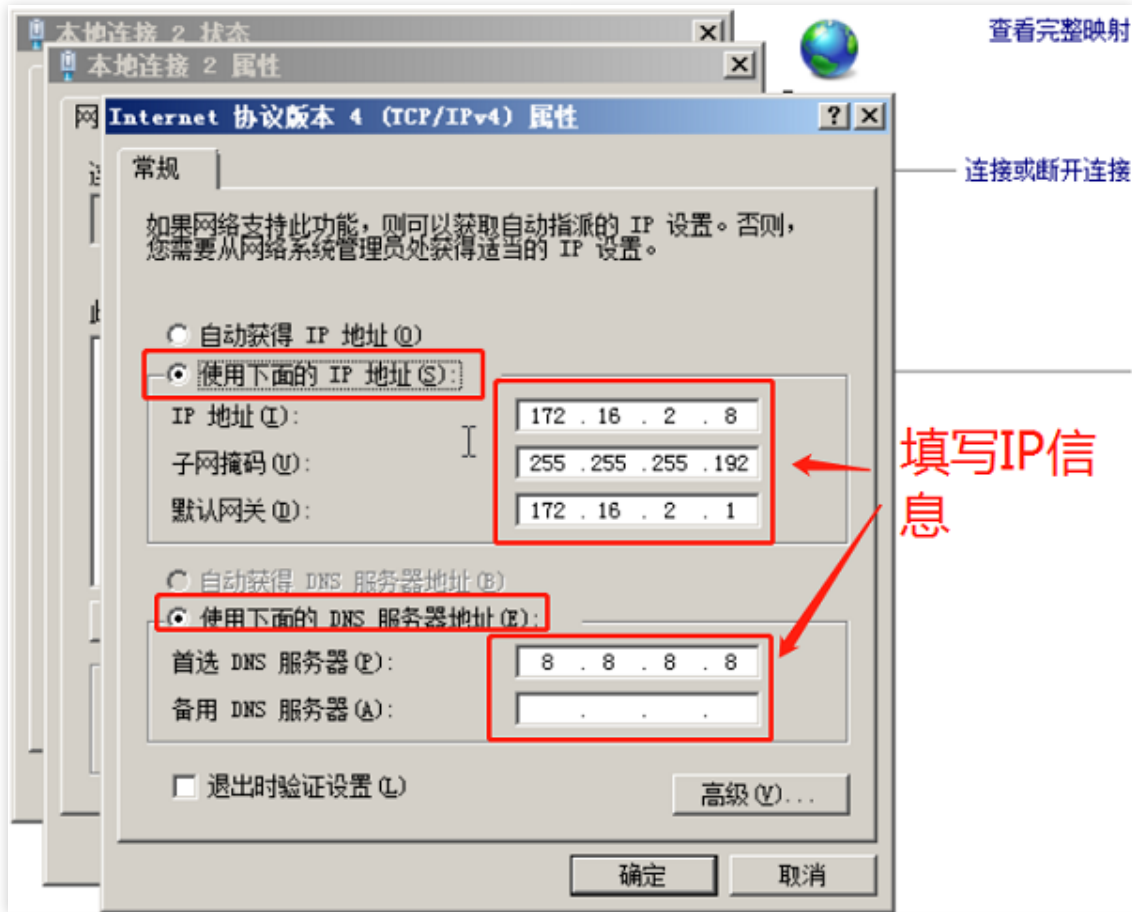 本地连接 2 状态
查看完整映射
本地连接 2 属性
网
Internet 协议版本 4 (TCP/IPv4) 属性
常规
连接或断开连接
如果网络支持此功能，则可以获取自动指派的 IP 设置。否则，
您需要从网络系统管理员处获得适当的 IP 设置。
自动获得 IP 地址(O)
使用下面的 IP 地址(S):
IP 地址(I): 172 . 16 . 2 . 8
子网掩码(U): 255 .255 .255 .192
默认网关(D): 172 . 16 . 2 . 1
填写IP信
息
自动获得 DNS 服务器地址(B)
使用下面的 DNS 服务器地址(E):
首选 DNS 服务器(P): 8 . 8 . 8 . 8
备用 DNS 服务器(A): . . .
退出时验证设置(L)
高级(V)...
确定
取消